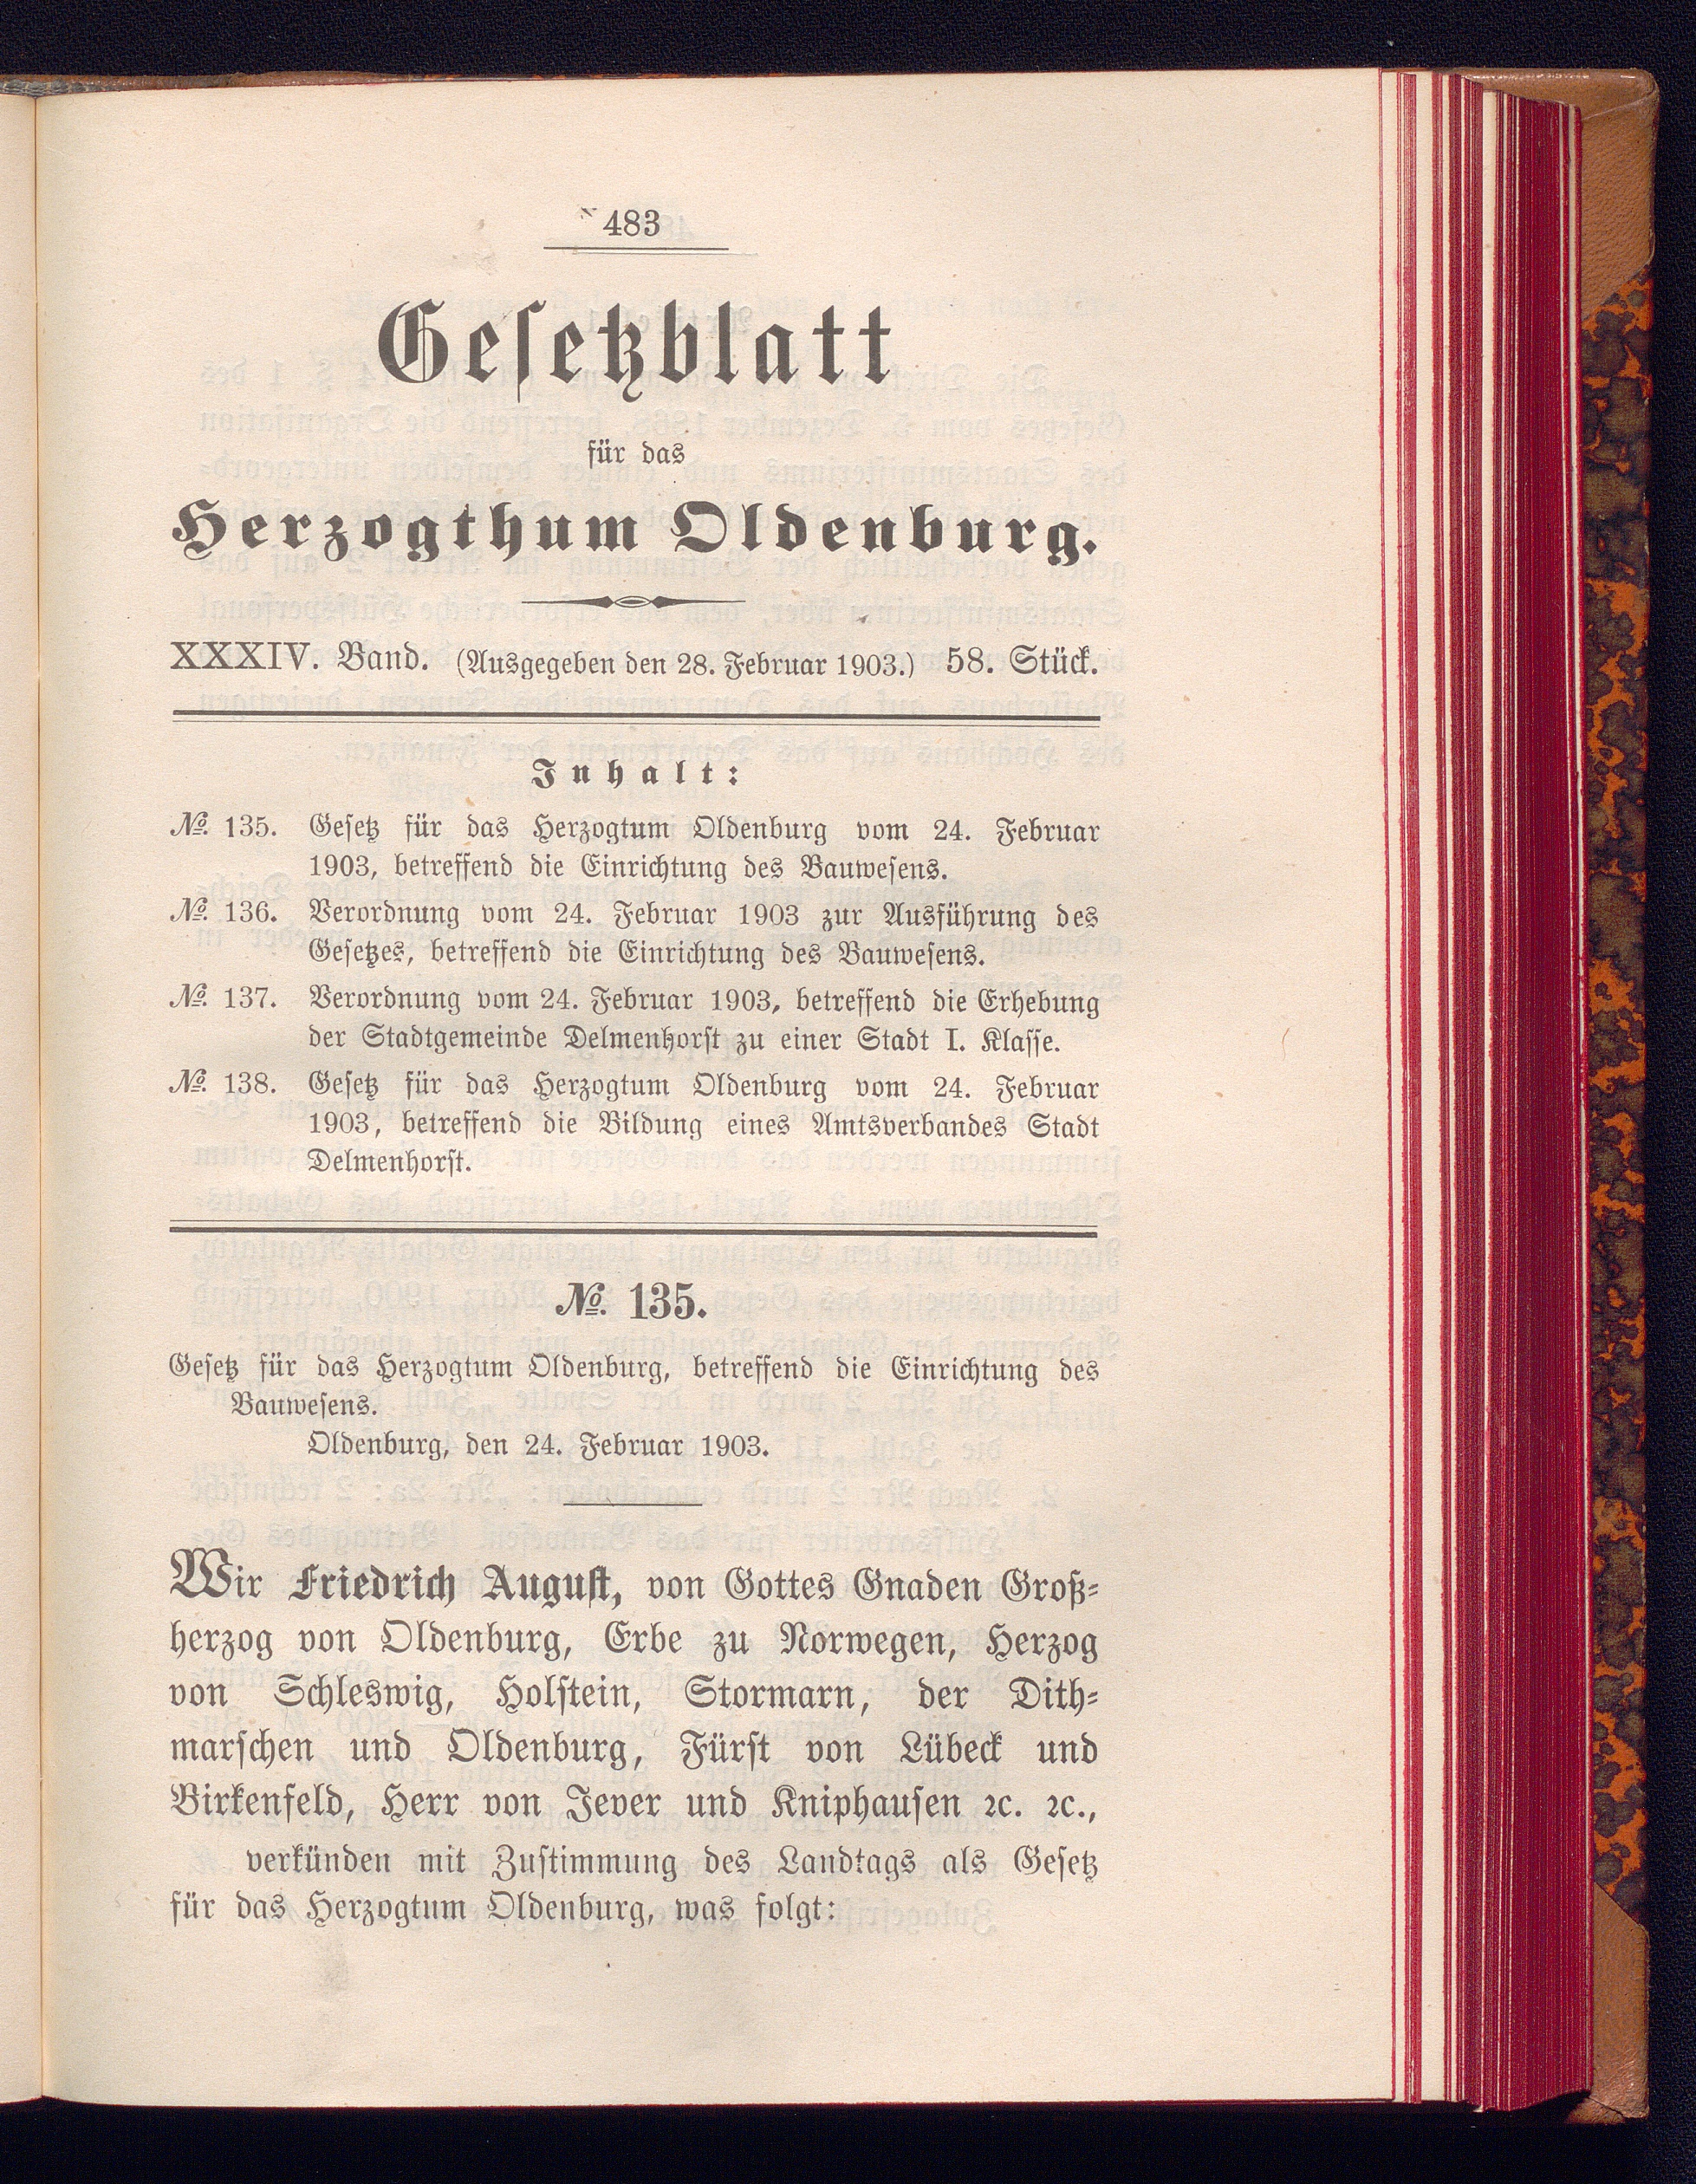 483
Gesetzblatt
für das
Herzogthum Oldenburg.
XXXIV. Band. (Ausgegeben den 28. Februar 1903.) 58. Stück.
Inhalt:
№. 135. Gesetz für das Herzogtum Oldenburg vom 24. Februar
1903, betreffend die Einrichtung des Bauwesens.
№. 136. Verordnung vom 24. Februar 1903 zur Ausführung des
Gesetzes, betreffend die Einrichtung des Bauwesens.
№. 137. Verordnung vom 24. Februar 1903, betreffend die Erhebung
der Stadtgemeinde Delmenhorst zu einer Stadt I. Klasse.
№. 138. Gesetz für das Herzogtum Oldenburg vom 24. Februar
1903, betreffend die Bildung eines Amtsverbandes Stadt
Delmenhorst.
№. 135.
Gesetz für das Herzogtum Oldenburg, betreffend die Einrichtung des
Bauwesens.
Oldenburg, den 24. Februar 1903.
Wir Friedrich August, von Gottes Gnaden Groß-
herzog von Oldenburg, Erbe zu Norwegen, Herzog
von Schleswig, Holstein, Stormarn, der Dith-
marschen und Oldenburg, Fürst von Lübeck und
Birkenfeld, Herr von Jever und Kniphausen ꝛc. ꝛc.,
verkünden mit Zustimmung des Landtags als Gesetz
für das Herzogtum Oldenburg, was folgt: